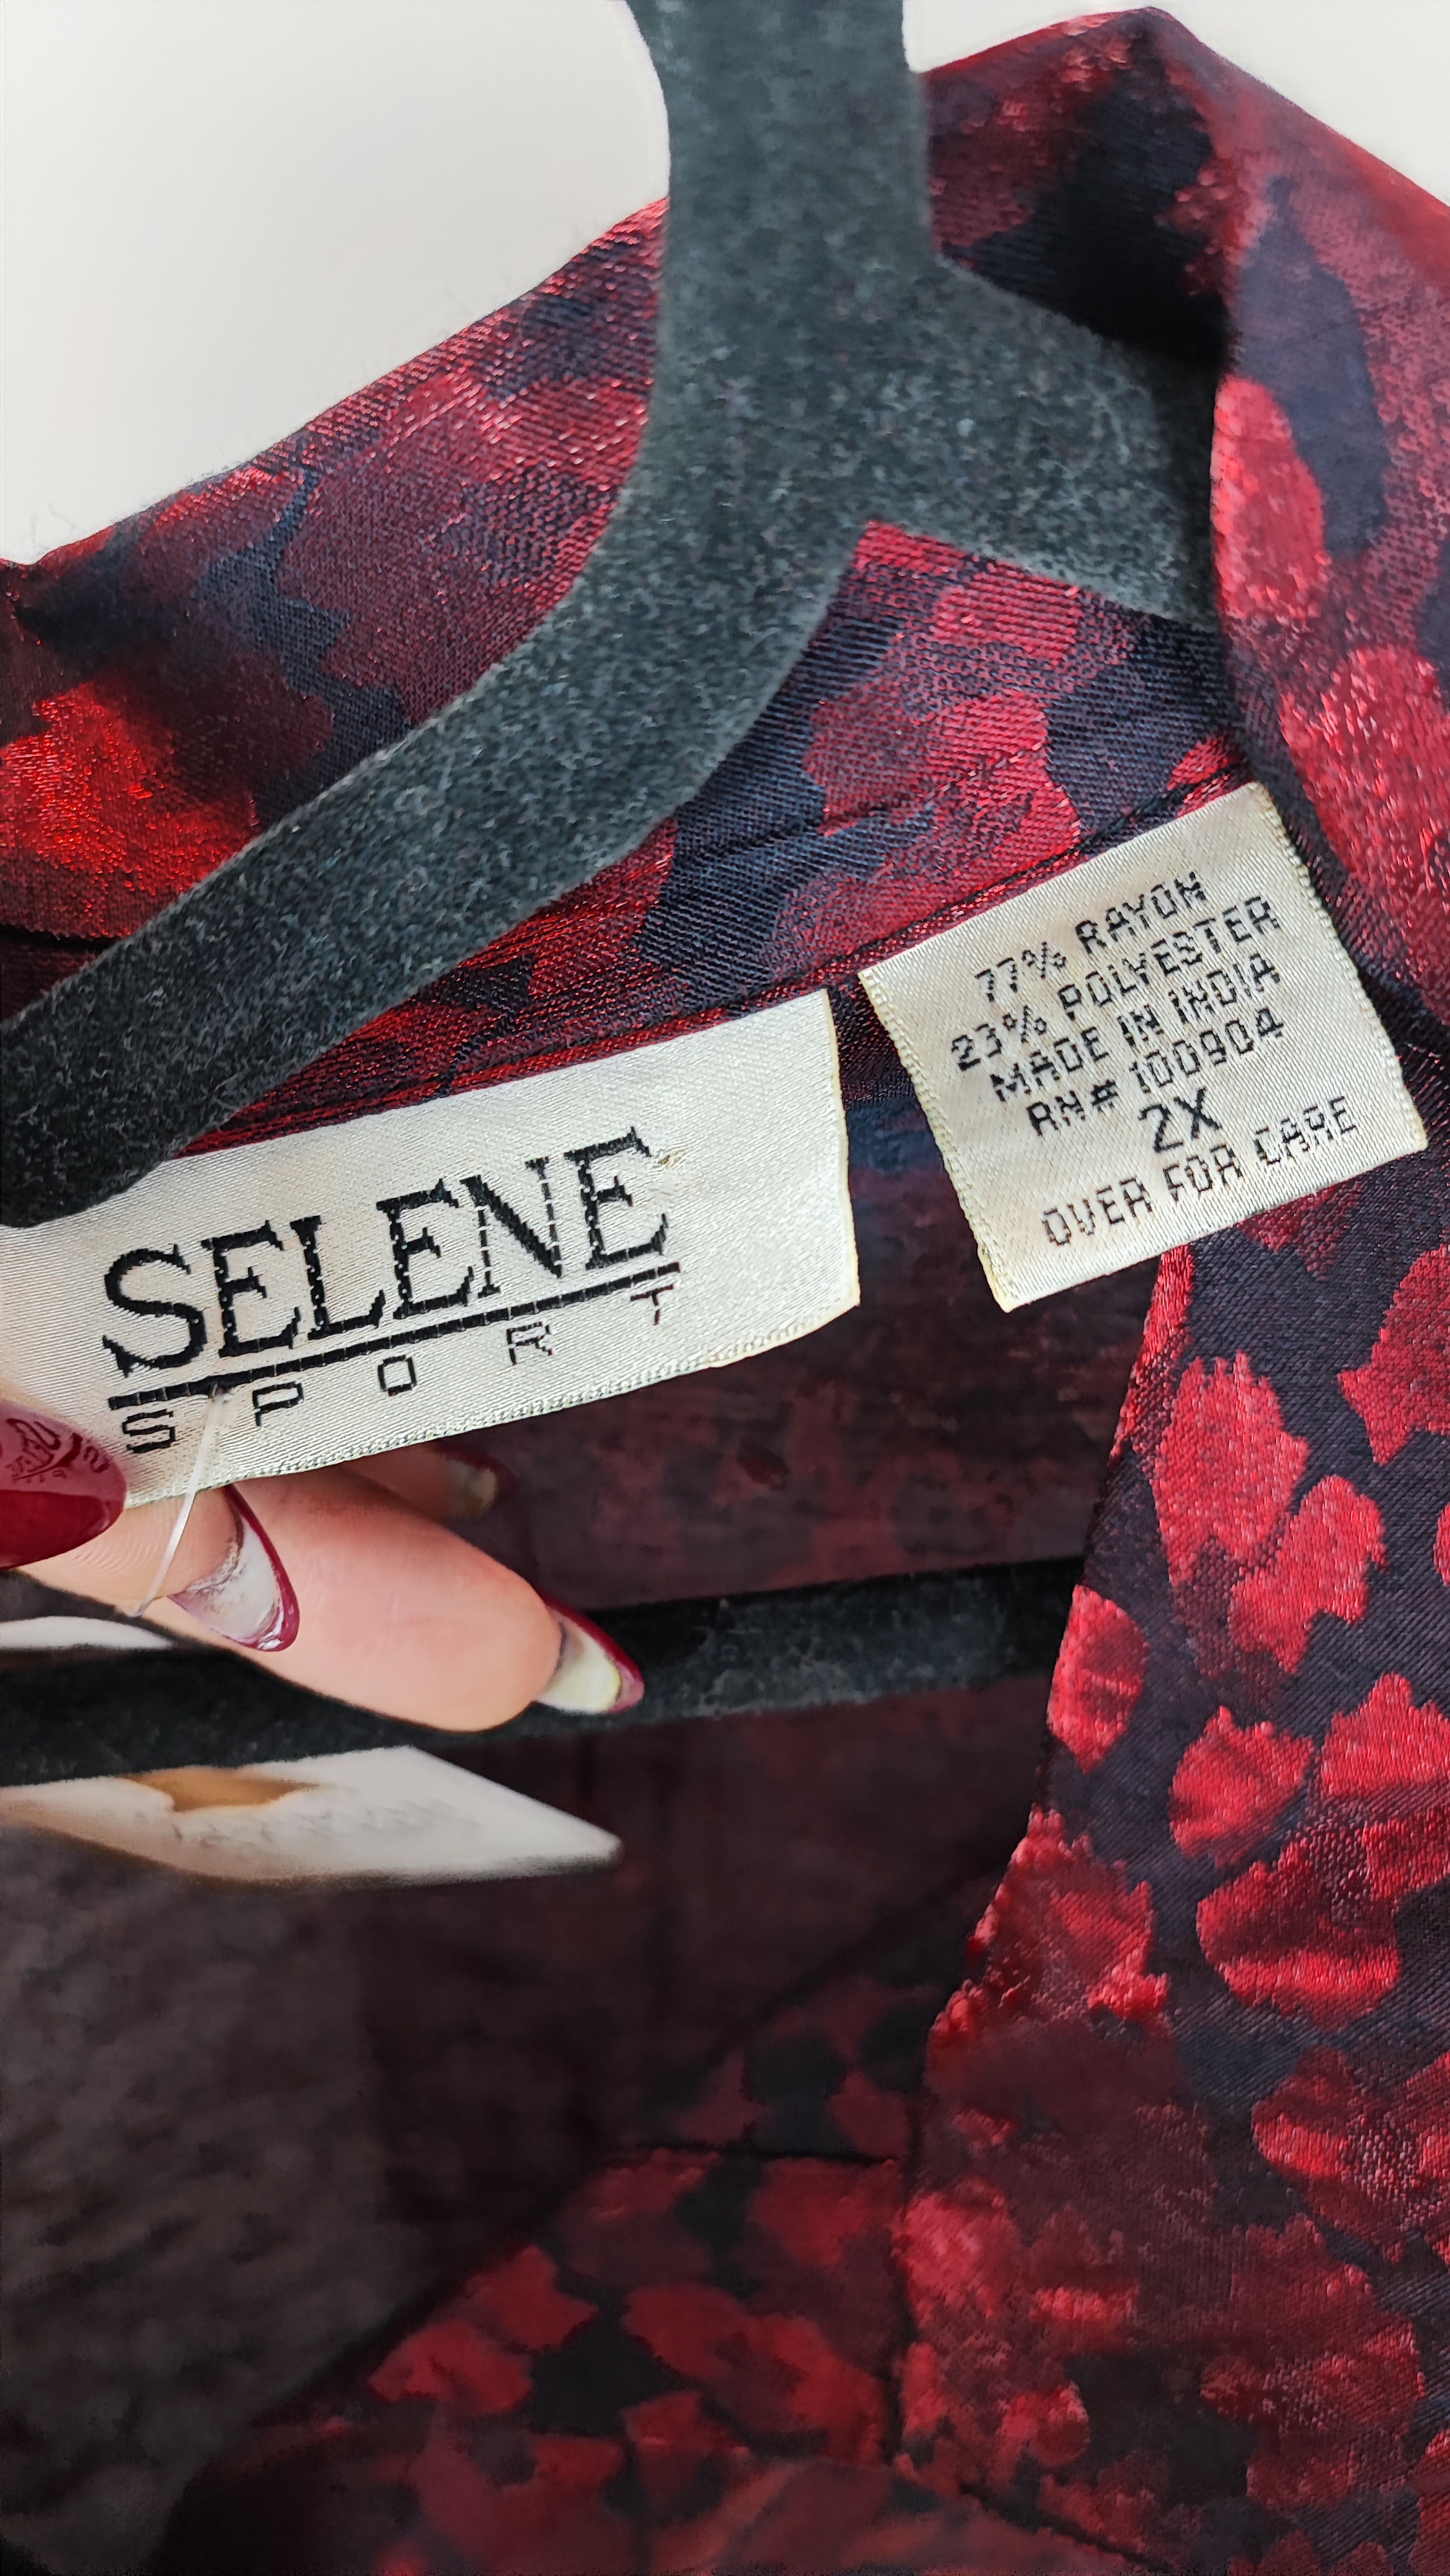 SELENE
SPORT
77% RAYON
23% POLYESTER
MADE IN INDIA
RN# 100904
2X
OVER FOR CARE